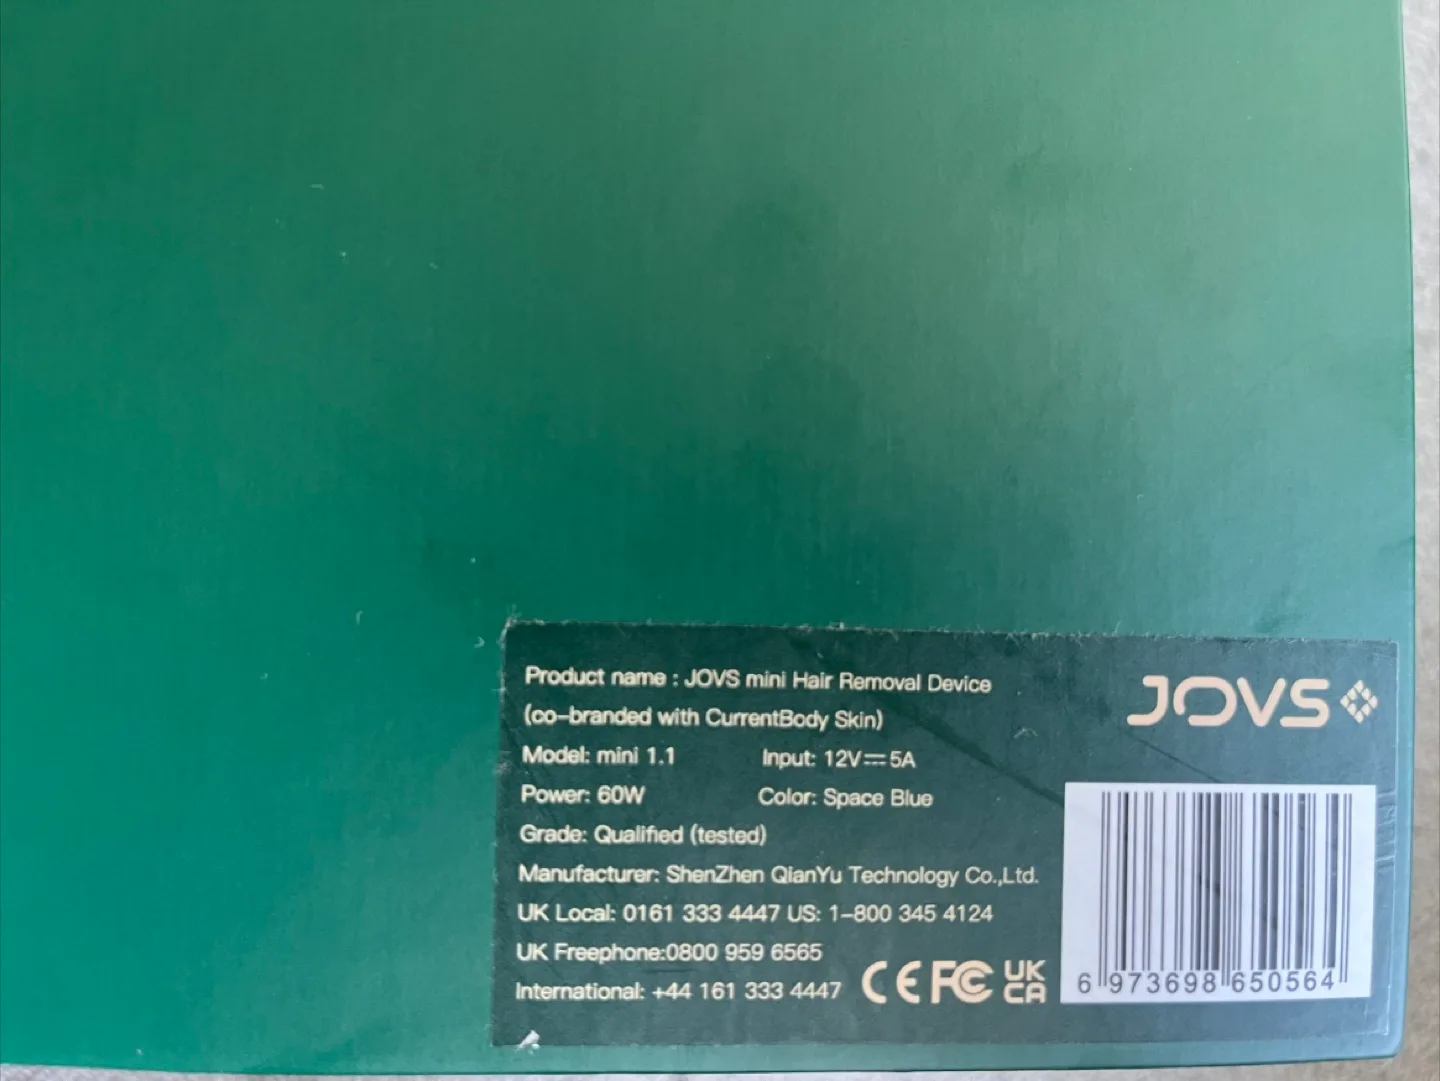 Product name : JOVS mini Hair Removal Device
(co-branded with CurrentBody Skin)
Model: mini 1.1 Input: 12V⎓5A
Power: 60W Color: Space Blue
Grade: Qualified (tested)
Manufacturer: ShenZhen QianYu Technology Co.,Ltd.
UK Local: 0161 333 4447 US: 1-800 345 4124
UK Freephone:0800 959 6565
International: +44 161 333 4447
CE FC UK
CA
JOVS
6 973698 650564